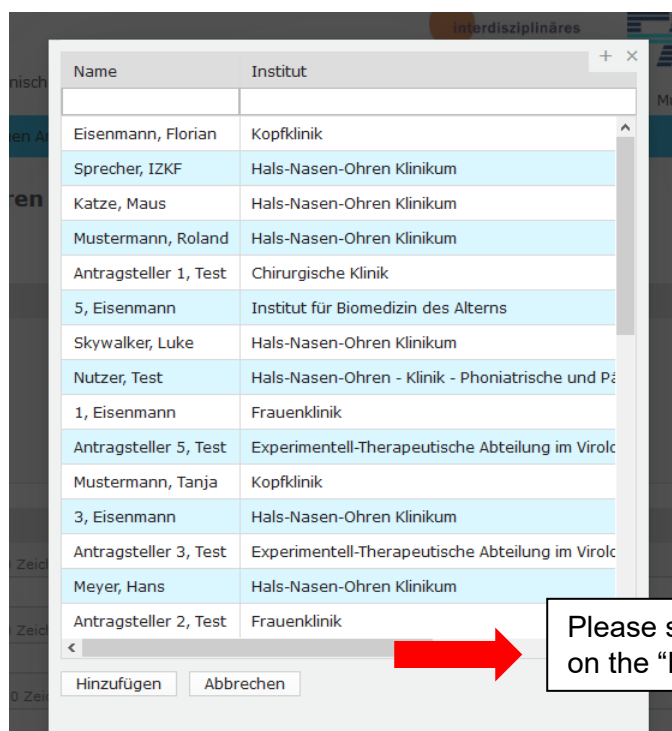 interdisziplinäres
+ ×
Name Institut
Eisenmann, Florian Kopfklinik
Sprecher, IZKF Hals-Nasen-Ohren Klinikum
Katze, Maus Hals-Nasen-Ohren Klinikum
Mustermann, Roland Hals-Nasen-Ohren Klinikum
Antragsteller 1, Test Chirurgische Klinik
5, Eisenmann Institut für Biomedizin des Alterns
Skywalker, Luke Hals-Nasen-Ohren Klinikum
Nutzer, Test Hals-Nasen-Ohren - Klinik - Phoniatrische und
1, Eisenmann Frauenklinik
Antragsteller 5, Test Experimentell-Therapeutische Abteilung im
Mustermann, Tanja Kopfklinik
3, Eisenmann Hals-Nasen-Ohren Klinikum
Antragsteller 3, Test Experimentell-Therapeutische Abteilung im
Meyer, Hans Hals-Nasen-Ohren Klinikum
Antragsteller 2, Test Frauenklinik
Please
on the
Hinzufügen Abbrechen